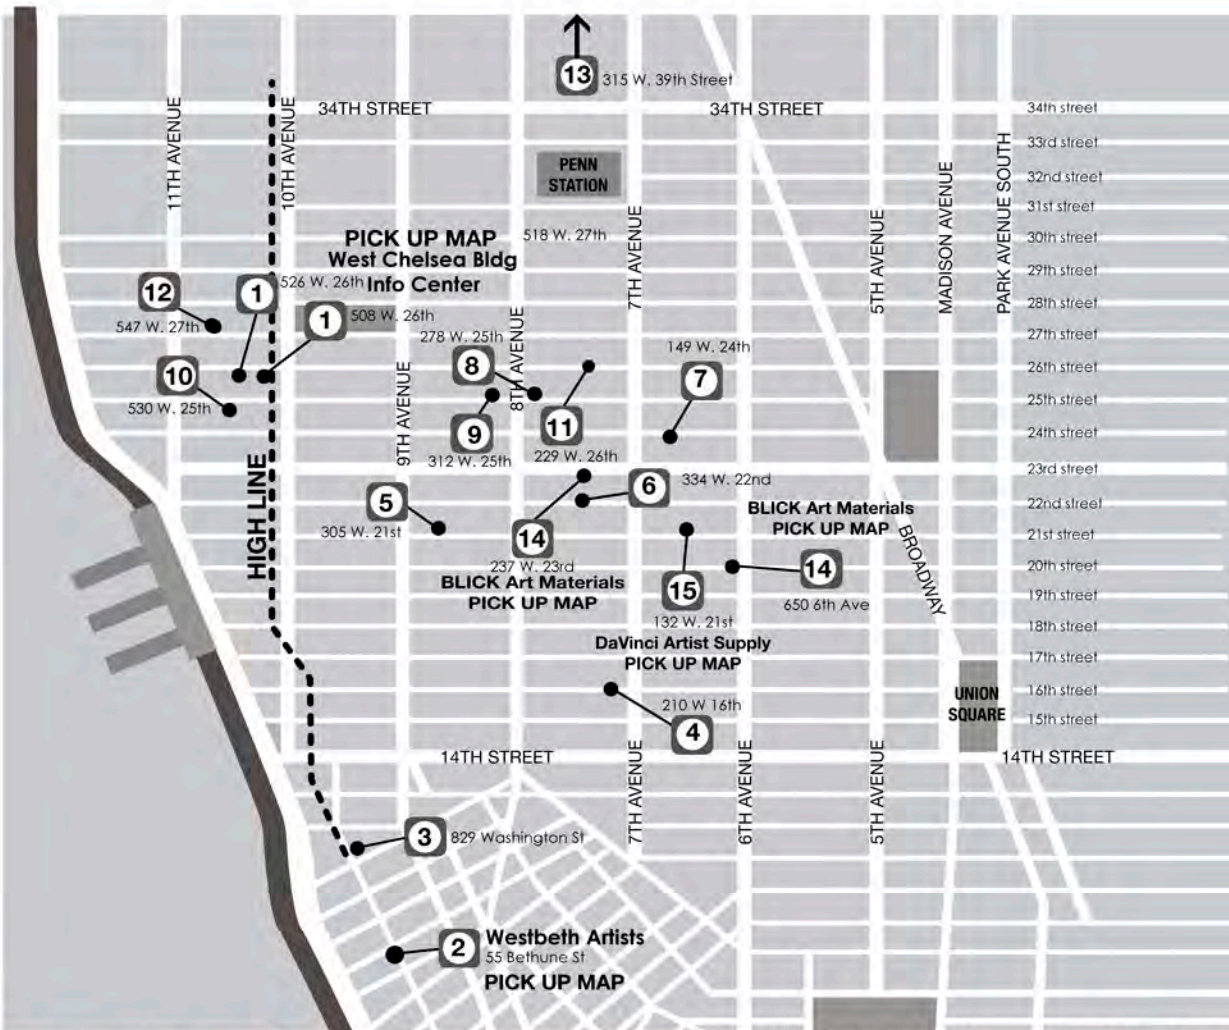 13
315 W. 39th Street
34TH STREET
34TH STREET
34th street
33rd street
32nd street
31st street
30th street
29th street
28th street
27th street
26th street
25th street
24th street
23rd street
22nd street
21st street
20th street
19th street
18th street
17th street
16th street
15th street
11TH AVENUE
10TH AVENUE
PENN
STATION
MADISON AVENUE
PARK AVENUE SOUTH
7TH AVENUE
5TH AVENUE
PICK UP MAP
West Chelsea Bldg
Info Center
518 W. 27th
526 W. 26th
508 W. 26th
12
1
1
547 W. 27th
278 W. 25th
8TH AVENUE
149 W. 24th
10
8
7
530 W. 25th
9TH AVENUE
9
312 W. 25th
11
229 W. 26th
HIGH LINE
5
305 W. 21st
6
334 W. 22nd
14
237 W. 23rd
BLICK Art Materials
PICK UP MAP
BLICK Art Materials
PICK UP MAP
14
650 6th Ave
BROADWAY
15
132 W. 21st
DaVinci Artist Supply
PICK UP MAP
210 W 16th
4
UNION
SQUARE
14TH STREET
14TH STREET
7TH AVENUE
6TH AVENUE
5TH AVENUE
3
829 Washington St
2
Westbeth Artists
55 Bethune St
PICK UP MAP